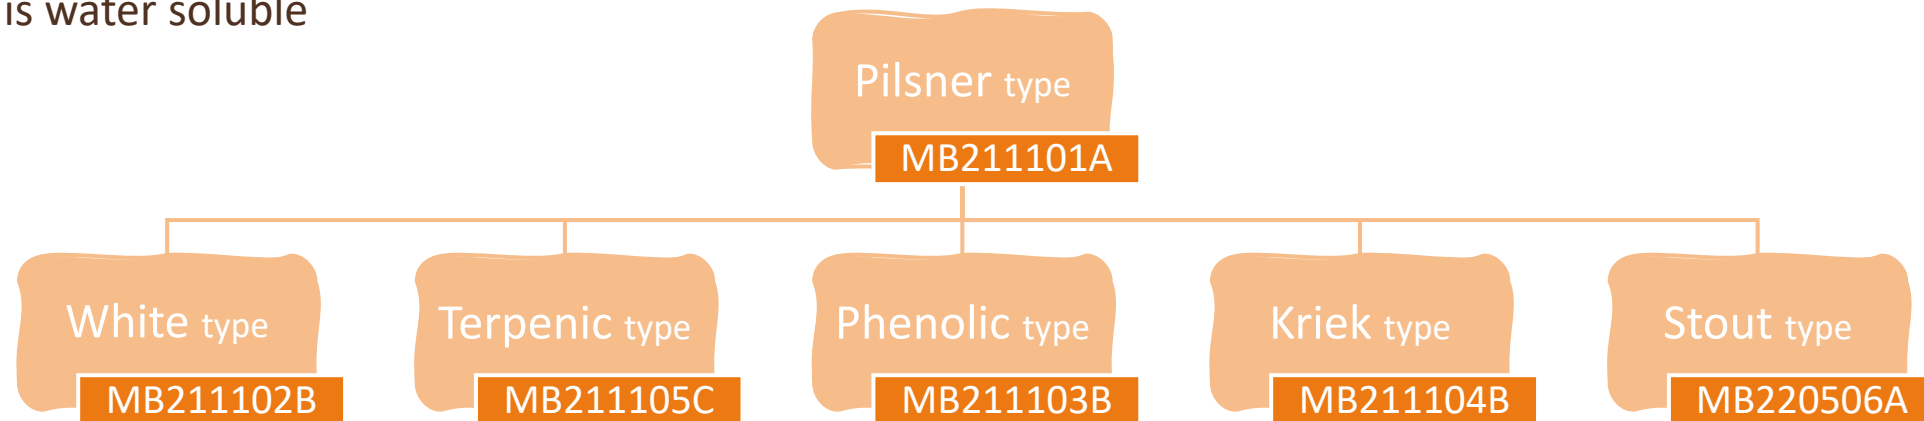 is water soluble
Pilsner type
MB211101A
White type
MB211102B
Terpenic type
MB211105C
Phenolic type
MB211103B
Kriek type
MB211104B
Stout type
MB220506A